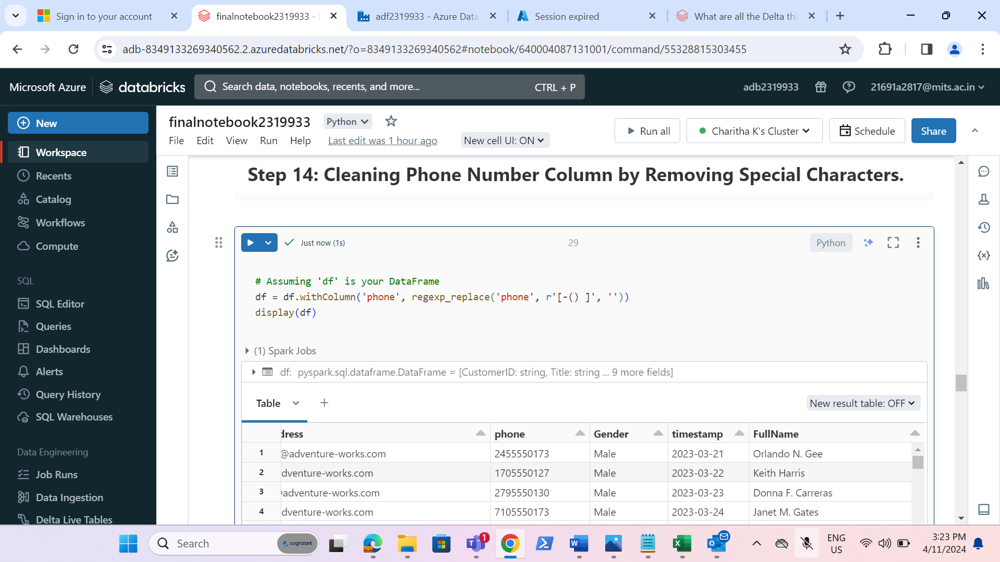 Sign in to your account
finalnotebook2319933 -
adf2319933 - Azure Data
Session expired
What are all the Delta thi
adb-8349133269340562.2.azuredatabricks.net/?o=8349133269340562#notebook/640004087131001/command/55328815303455
Microsoft Azure
databricks
Search data, notebooks, recents, and more...
CTRL + P
adb2319933
21691a2817@mits.ac.in
New
Workspace
Recents
Catalog
Workflows
Compute
SQL
SQL Editor
Queries
Dashboards
Alerts
Query History
SQL Warehouses
Data Engineering
Job Runs
Data Ingestion
Delta Live Tables
finalnotebook2319933
Python
File Edit View Run Help
Last edit was 1 hour ago
New cell UI: ON
Run all
Charitha K's Cluster
Schedule
Share
Step 14: Cleaning Phone Number Column by Removing Special Characters.
Just now (1s)
29
Python
# Assuming 'df' is your DataFrame
df = df.withColumn('phone', regexp_replace('phone', r'[-() ]', ''))
display(df)
(1) Spark Jobs
df: pyspark.sql.dataframe.DataFrame = [CustomerID: string, Title: string ... 9 more fields]
Table
+
New result table: OFF
dress phone Gender timestamp FullName
1 @adventure-works.com 2455550173 Male 2023-03-21 Orlando N. Gee
2 dventure-works.com 1705550127 Male 2023-03-22 Keith Harris
3 adventure-works.com 2795550130 Male 2023-03-23 Donna F. Carreras
4 dventure-works.com 7105550173 Male 2023-03-24 Janet M. Gates
Search
cognizant
1
ENG
US
3:23 PM
4/11/2024